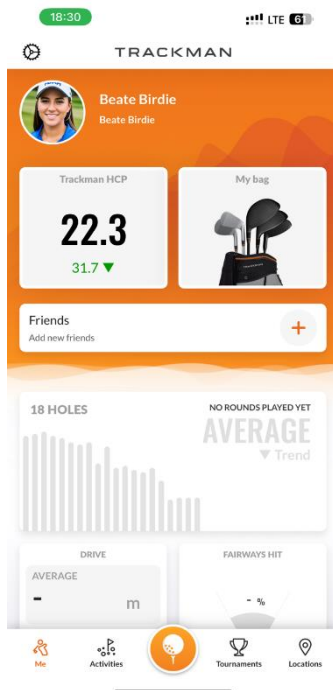 18:30
LTE 61
TRACKMAN
Beate Birdie
Beate Birdie
Trackman HCP
My bag
22.3
31.7 ▼
Friends
Add new friends
+
18 HOLES
NO ROUNDS PLAYED YET
AVERAGE
▼ Trend
DRIVE
FAIRWAYS HIT
AVERAGE
- m
- %
Me
Activities
Tournaments
Locations